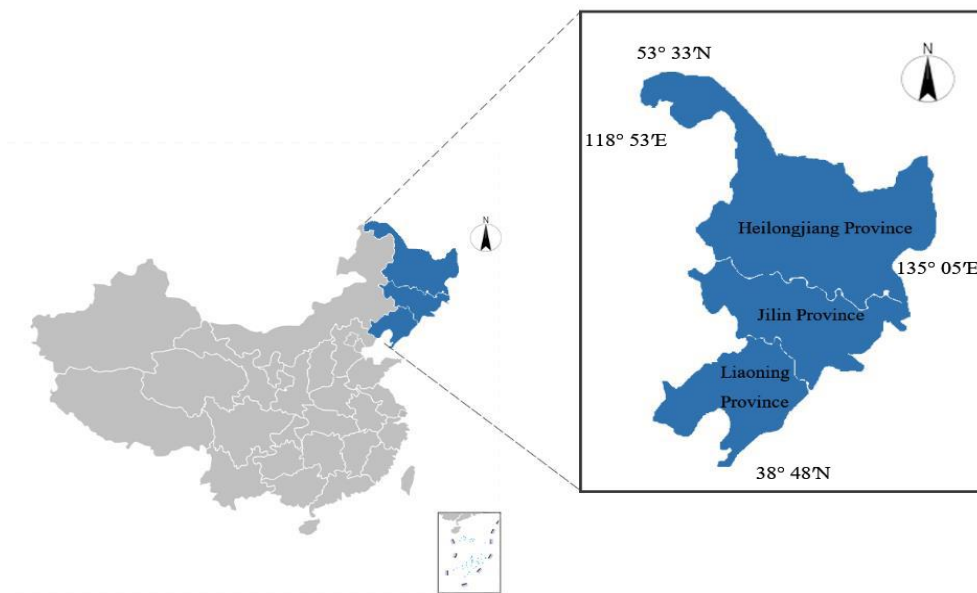 N
53° 33′N
118° 53′E
N
Heilongjiang Province
135° 05′E
Jilin Province
Liaoning
Province
38° 48′N